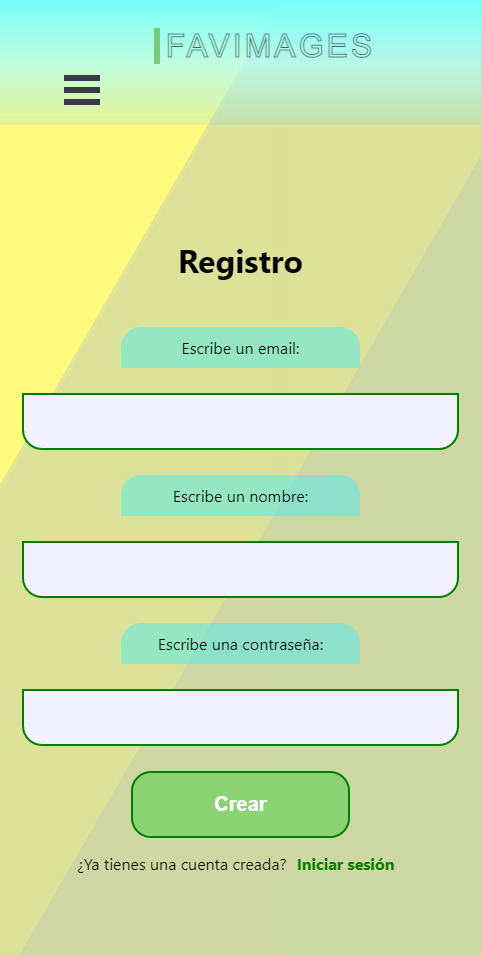 FAVIMAGES
Registro
Escribe un email:
Escribe un nombre:
Escribe una contraseña:
Crear
¿Ya tienes una cuenta creada? Iniciar sesión